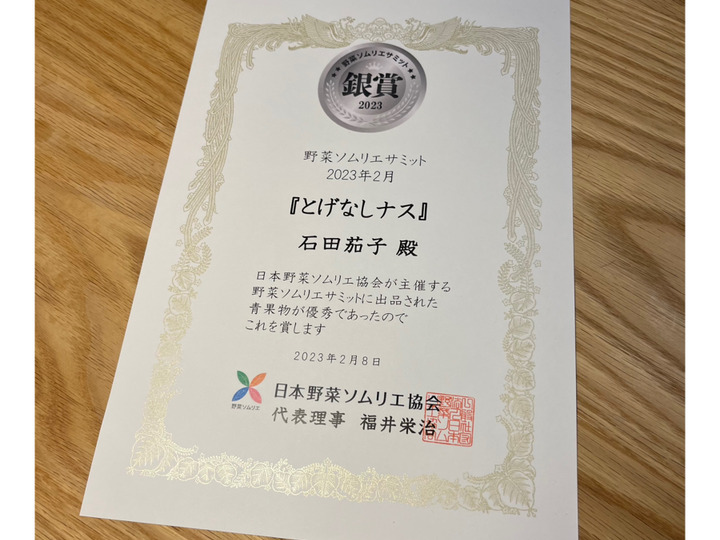 野菜ソムリエサミット
銀賞
2023
野菜ソムリエサミット
2023年2月
『とげなしナス』
石田茄子 殿
日本野菜ソムリエ協会が主催する
野菜ソムリエサミットに出品された
青果物が優秀であったので
これを賞します
2023年2月8日
野菜ソムリエ
日本野菜ソムリエ協会
代表理事 福井栄治